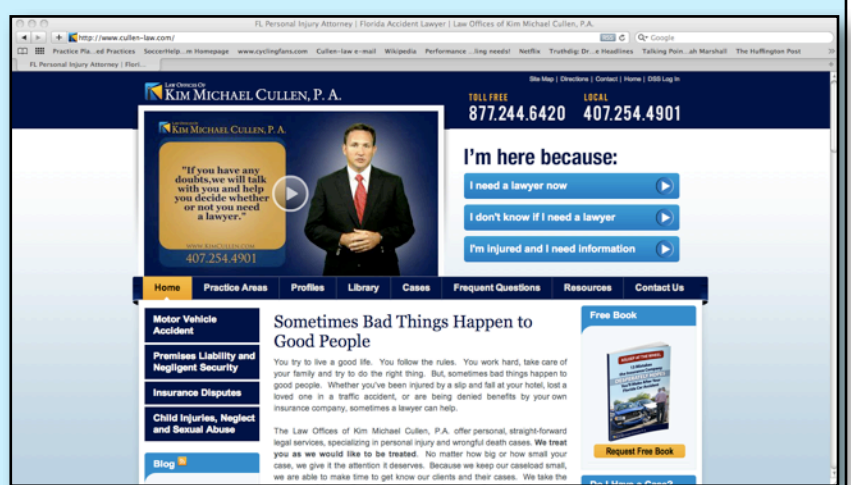 FL Personal Injury Attorney | Florida Accident Lawyer | Law Offices of Kim Michael Cullen, P.A.
http://www.cullen-law.com/
RSS
Google
Practice Pla...ed Practices SoccerHelp...m Homepage www.cyclingfans.com Cullen-law e-mail Wikipedia Performance ...ing needs! Netflix Truthdig: Dr...e Headlines Talking Poin...ah Marshall The Huffington Post
FL Personal Injury Attorney | Flori...
Site Map | Directions | Contact | Home | DSS Log In
LAW OFFICES OF
KIM MICHAEL CULLEN, P. A.
TOLL FREE LOCAL
877.244.6420 407.254.4901
KIM MICHAEL CULLEN, P. A.
"If you have any
doubts,we will talk
with you and help
you decide whether
or not you need
a lawyer."
WWW.KIMCULLEN.COM
407.254.4901
I'm here because:
I need a lawyer now
I don't know if I need a lawyer
I'm injured and I need information
Home Practice Areas Profiles Library Cases Frequent Questions Resources Contact Us
Motor Vehicle
Accident
Premises Liability and
Negligent Security
Insurance Disputes
Child Injuries, Neglect
and Sexual Abuse
Blog
Sometimes Bad Things Happen to
Good People
You try to live a good life. You follow the rules. You work hard, take care of
your family and try to do the right thing. But, sometimes bad things happen to
good people. Whether you've been injured by a slip and fall at your hotel, lost a
loved one in a traffic accident, or are being denied benefits by your own
insurance company, sometimes a lawyer can help.
The Law Offices of Kim Michael Cullen, P.A. offer personal, straight-forward
legal services, specializing in personal injury and wrongful death cases. We treat
you as we would like to be treated. No matter how big or how small your
case, we give it the attention it deserves. Because we keep our caseload small,
we are able to make time to get know our clients and their cases. We take the
Free Book
Request Free Book
Do I Have a Case?